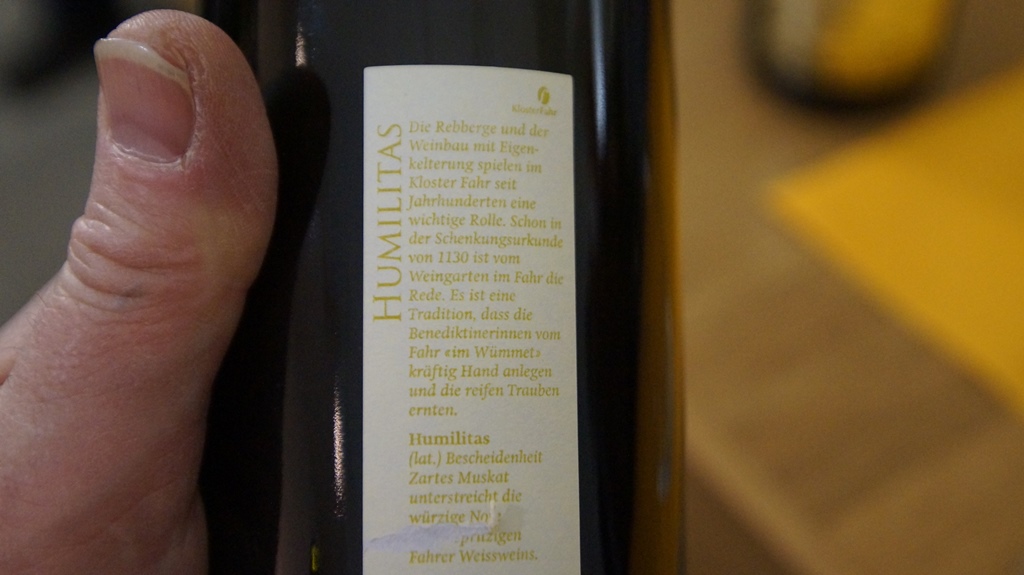 Kloster Fahr
HUMILITAS
Die Rebberge und der
Weinbau mit Eigen-
kelterung spielen im
Kloster Fahr seit
Jahrhunderten eine
wichtige Rolle. Schon in
der Schenkungsurkunde
von 1130 ist vom
Weingarten im Fahr die
Rede. Es ist eine
Tradition, dass die
Benediktinerinnen vom
Fahr «im Wümmet»
kräftig Hand anlegen
und die reifen Trauben
ernten.
Humilitas
(lat.) Bescheidenheit
Zartes Muskat
unterstreicht die
würzige
Fahrer Weissweins.